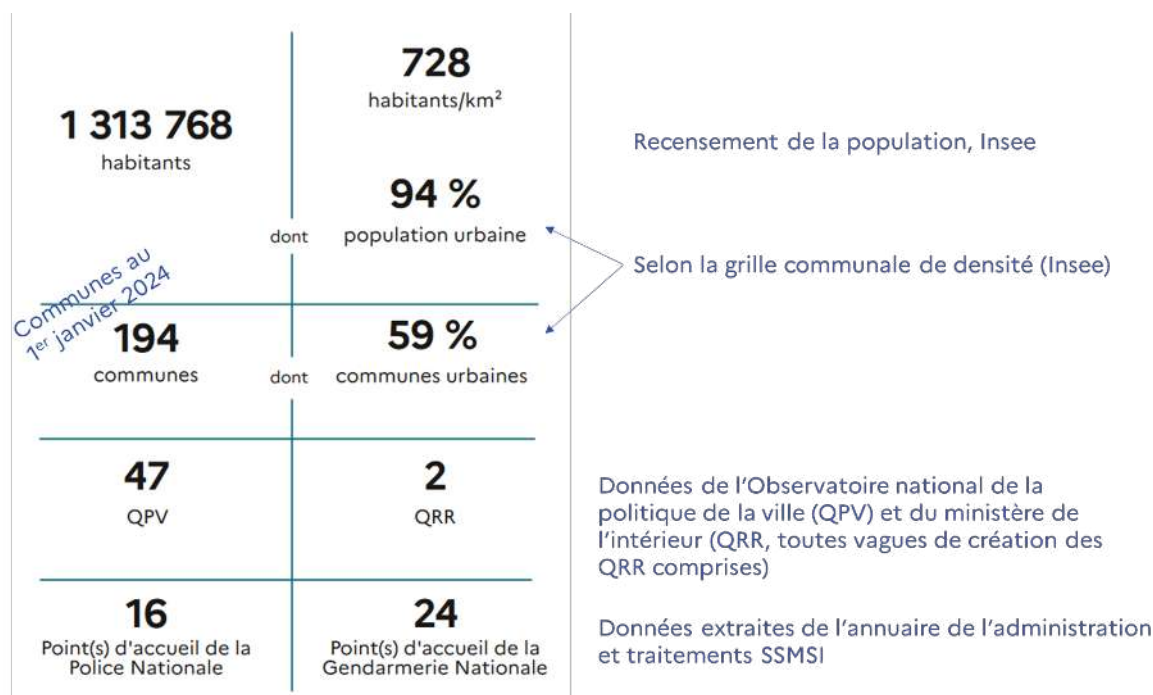 728
habitants/km²
1 313 768
habitants
Recensement de la population, Insee
94 %
dont
population urbaine
Selon la grille communale de densité (Insee)
Communes au
1er janvier 2024
194
communes
dont
59 %
communes urbaines
47
QPV
2
QRR
Données de l'Observatoire national de la
politique de la ville (QPV) et du ministère de
l'intérieur (QRR, toutes vagues de création des
QRR comprises)
16
Point(s) d'accueil de la
Police Nationale
24
Point(s) d'accueil de la
Gendarmerie Nationale
Données extraites de l'annuaire de l'administration
et traitements SSMSI